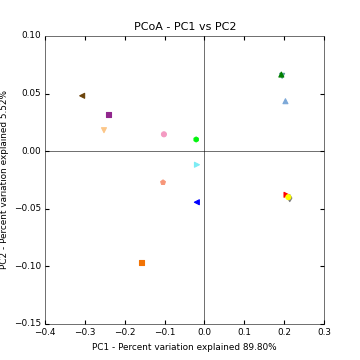 PCoA - PC1 vs PC2
0.10
0.05
0.00
−0.05
−0.10
−0.15
PC2 - Percent variation explained 5.52%
−0.4 −0.3 −0.2 −0.1 0.0 0.1 0.2 0.3
PC1 - Percent variation explained 89.80%